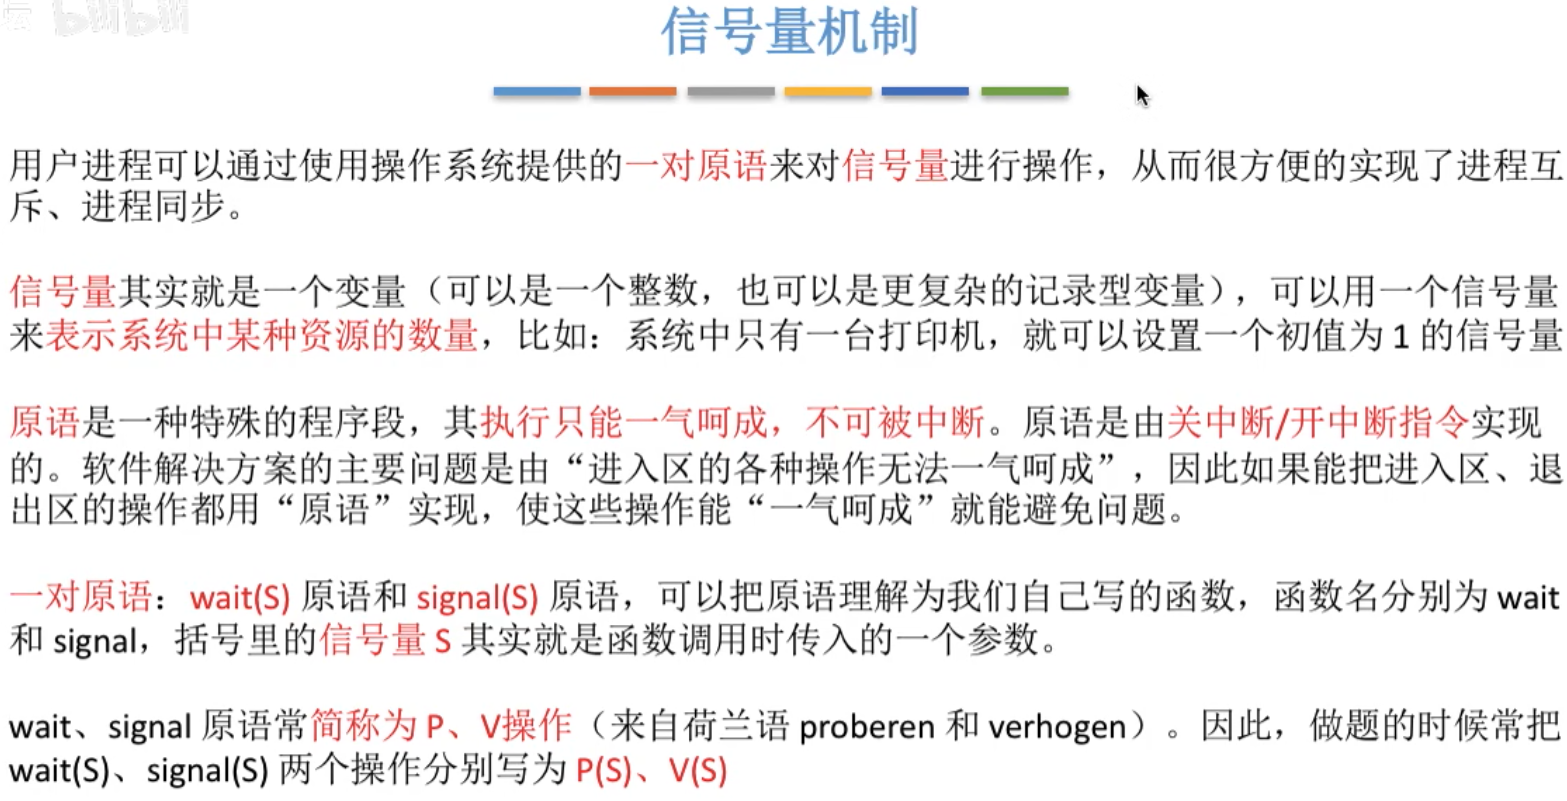 bilibili
信号量机制
用户进程可以通过使用操作系统提供的一对原语来对信号量进行操作，从而很方便的实现了进程互
斥、进程同步。
信号量其实就是一个变量（可以是一个整数，也可以是更复杂的记录型变量），可以用一个信号量
来表示系统中某种资源的数量，比如：系统中只有一台打印机，就可以设置一个初值为 1 的信号量
原语是一种特殊的程序段，其执行只能一气呵成，不可被中断。原语是由关中断/开中断指令实现
的。软件解决方案的主要问题是由“进入区的各种操作无法一气呵成”，因此如果能把进入区、退
出区的操作都用“原语”实现，使这些操作能“一气呵成”就能避免问题。
一对原语：wait(S) 原语和 signal(S) 原语，可以把原语理解为我们自己写的函数，函数名分别为 wait
和 signal，括号里的信号量 S 其实就是函数调用时传入的一个参数。
wait、signal 原语常简称为 P、V操作（来自荷兰语 proberen 和 verhogen）。因此，做题的时候常把
wait(S)、signal(S) 两个操作分别写为 P(S)、V(S)